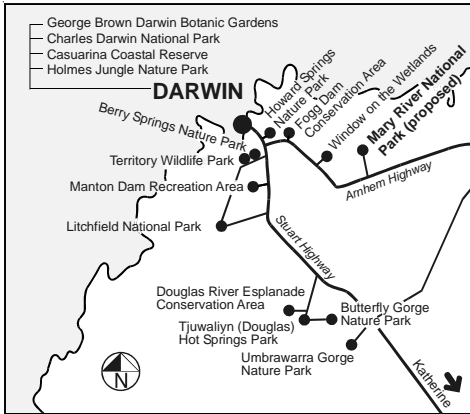 George Brown Darwin Botanic Gardens
Charles Darwin National Park
Casuarina Coastal Reserve
Holmes Jungle Nature Park
DARWIN
Berry Springs Nature Park
Howard Springs
Nature Park
Fogg Dam
Conservation Area
Window on the Wetlands
Mary River National
Park (proposed)
Territory Wildlife Park
Manton Dam Recreation Area
Arnhem Highway
Litchfield National Park
Stuart Highway
Douglas River Esplanade
Conservation Area
Tjuwaliyn (Douglas)
Hot Springs Park
Butterfly Gorge
Nature Park
Umbrawarra Gorge
Nature Park
Katherine
N